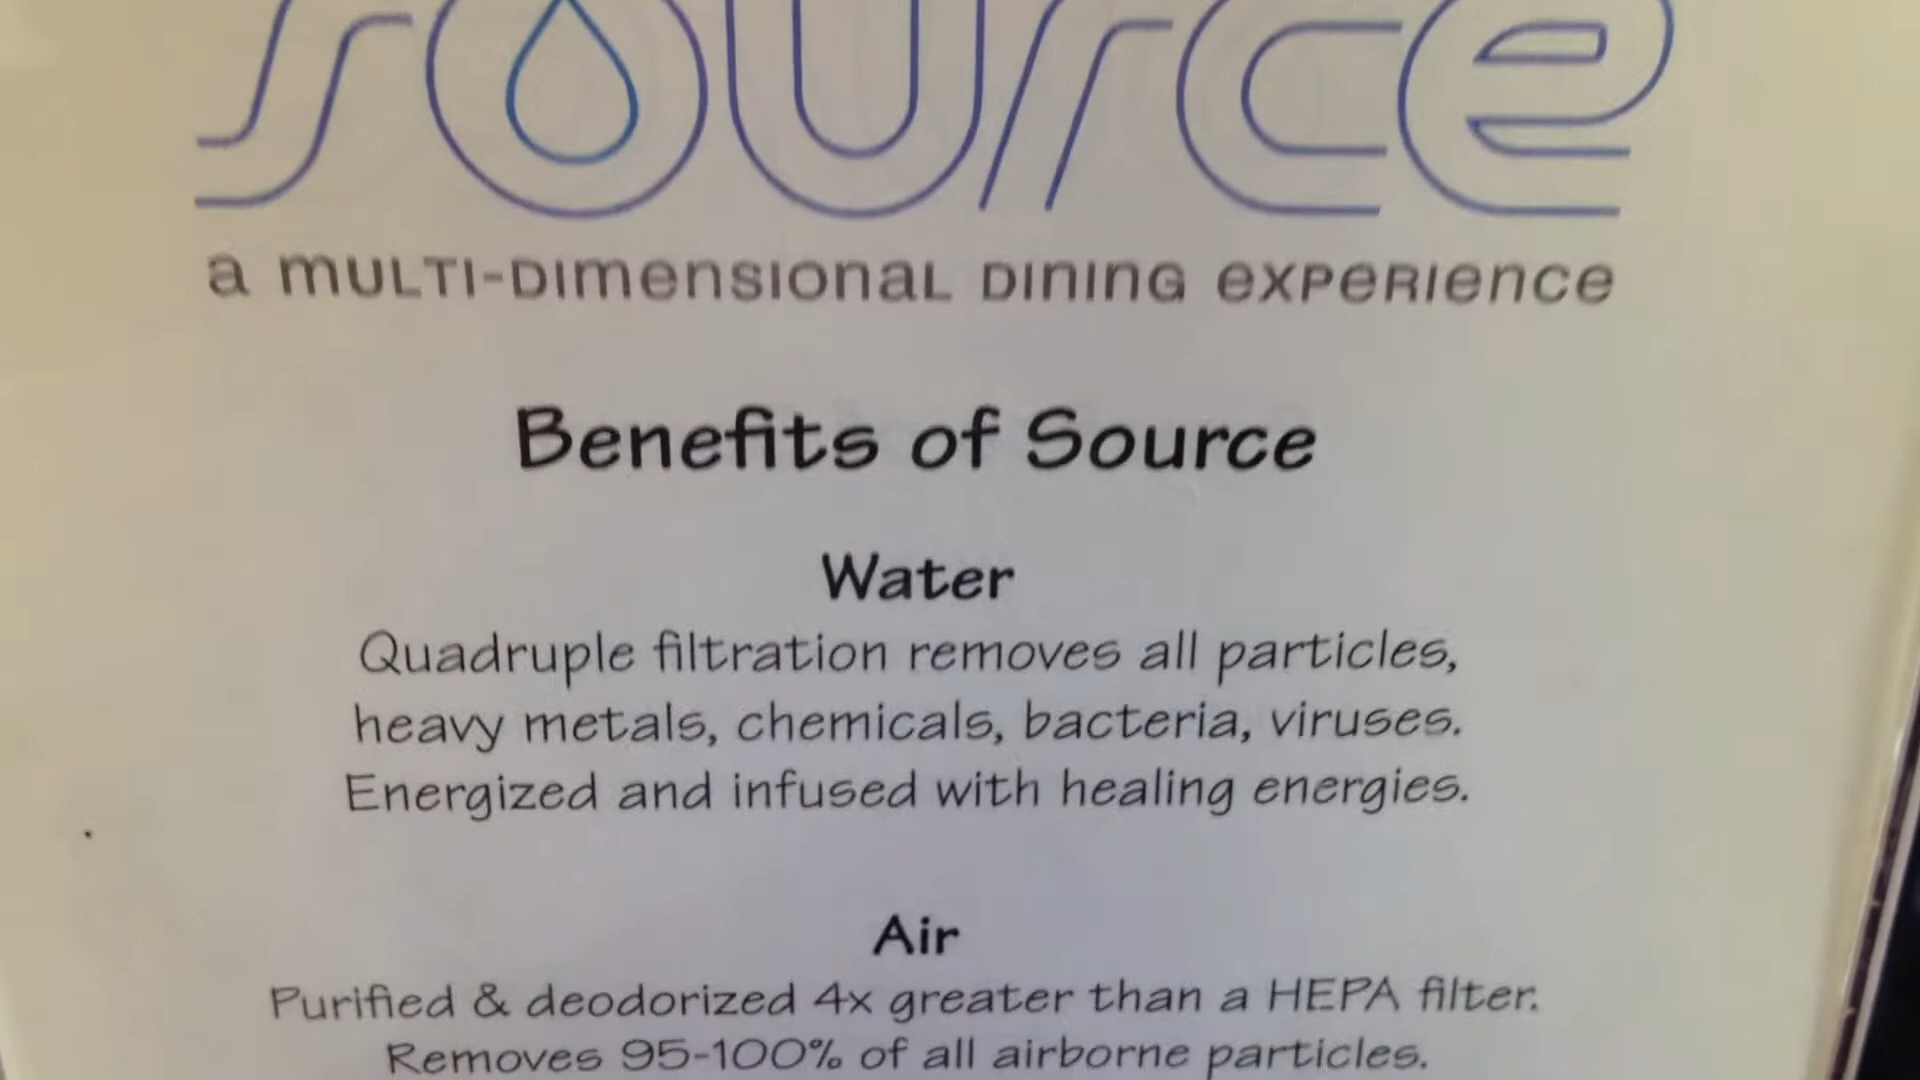 source
a multi-dimensional dining experience
Benefits of Source
Water
Quadruple filtration removes all particles,
heavy metals, chemicals, bacteria, viruses.
Energized and infused with healing energies.
Air
Purified & deodorized 4x greater than a HEPA filter.
Removes 95-100% of all airborne particles.